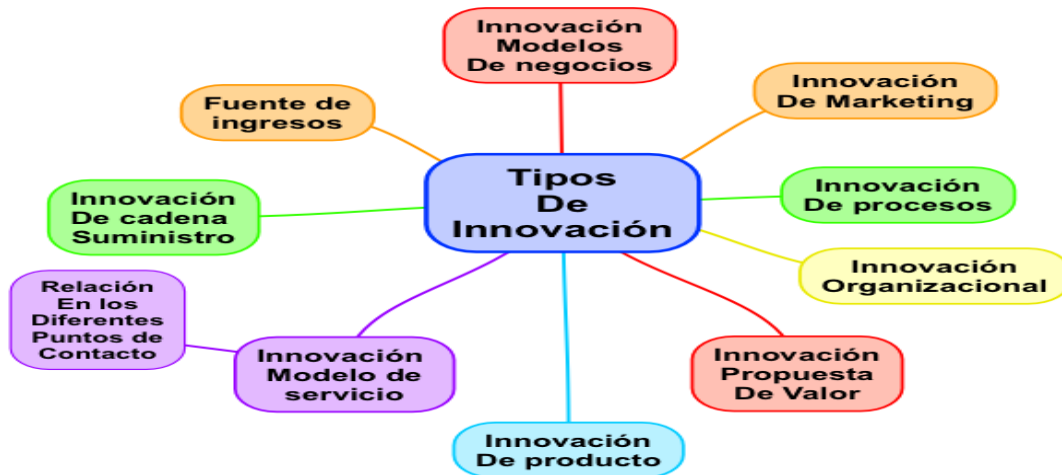 Innovación
Modelos
De negocios
Fuente de
ingresos
Innovación
De Marketing
Tipos
De
Innovación
Innovación
De cadena
Suministro
Innovación
De procesos
Innovación
Organizacional
Relación
En los
Diferentes
Puntos de
Contacto
Innovación
Modelo de
servicio
Innovación
Propuesta
De Valor
Innovación
De producto